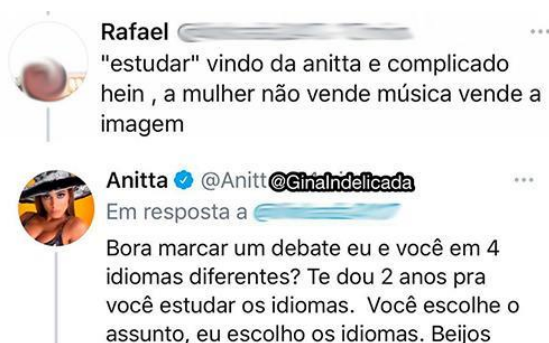 Rafael
"estudar" vindo da anitta e complicado
hein , a mulher não vende música vende a
imagem
Anitta @Anitt @GinaIndelicada
Em resposta a
Bora marcar um debate eu e você em 4
idiomas diferentes? Te dou 2 anos pra
você estudar os idiomas. Você escolhe o
assunto, eu escolho os idiomas. Beijos